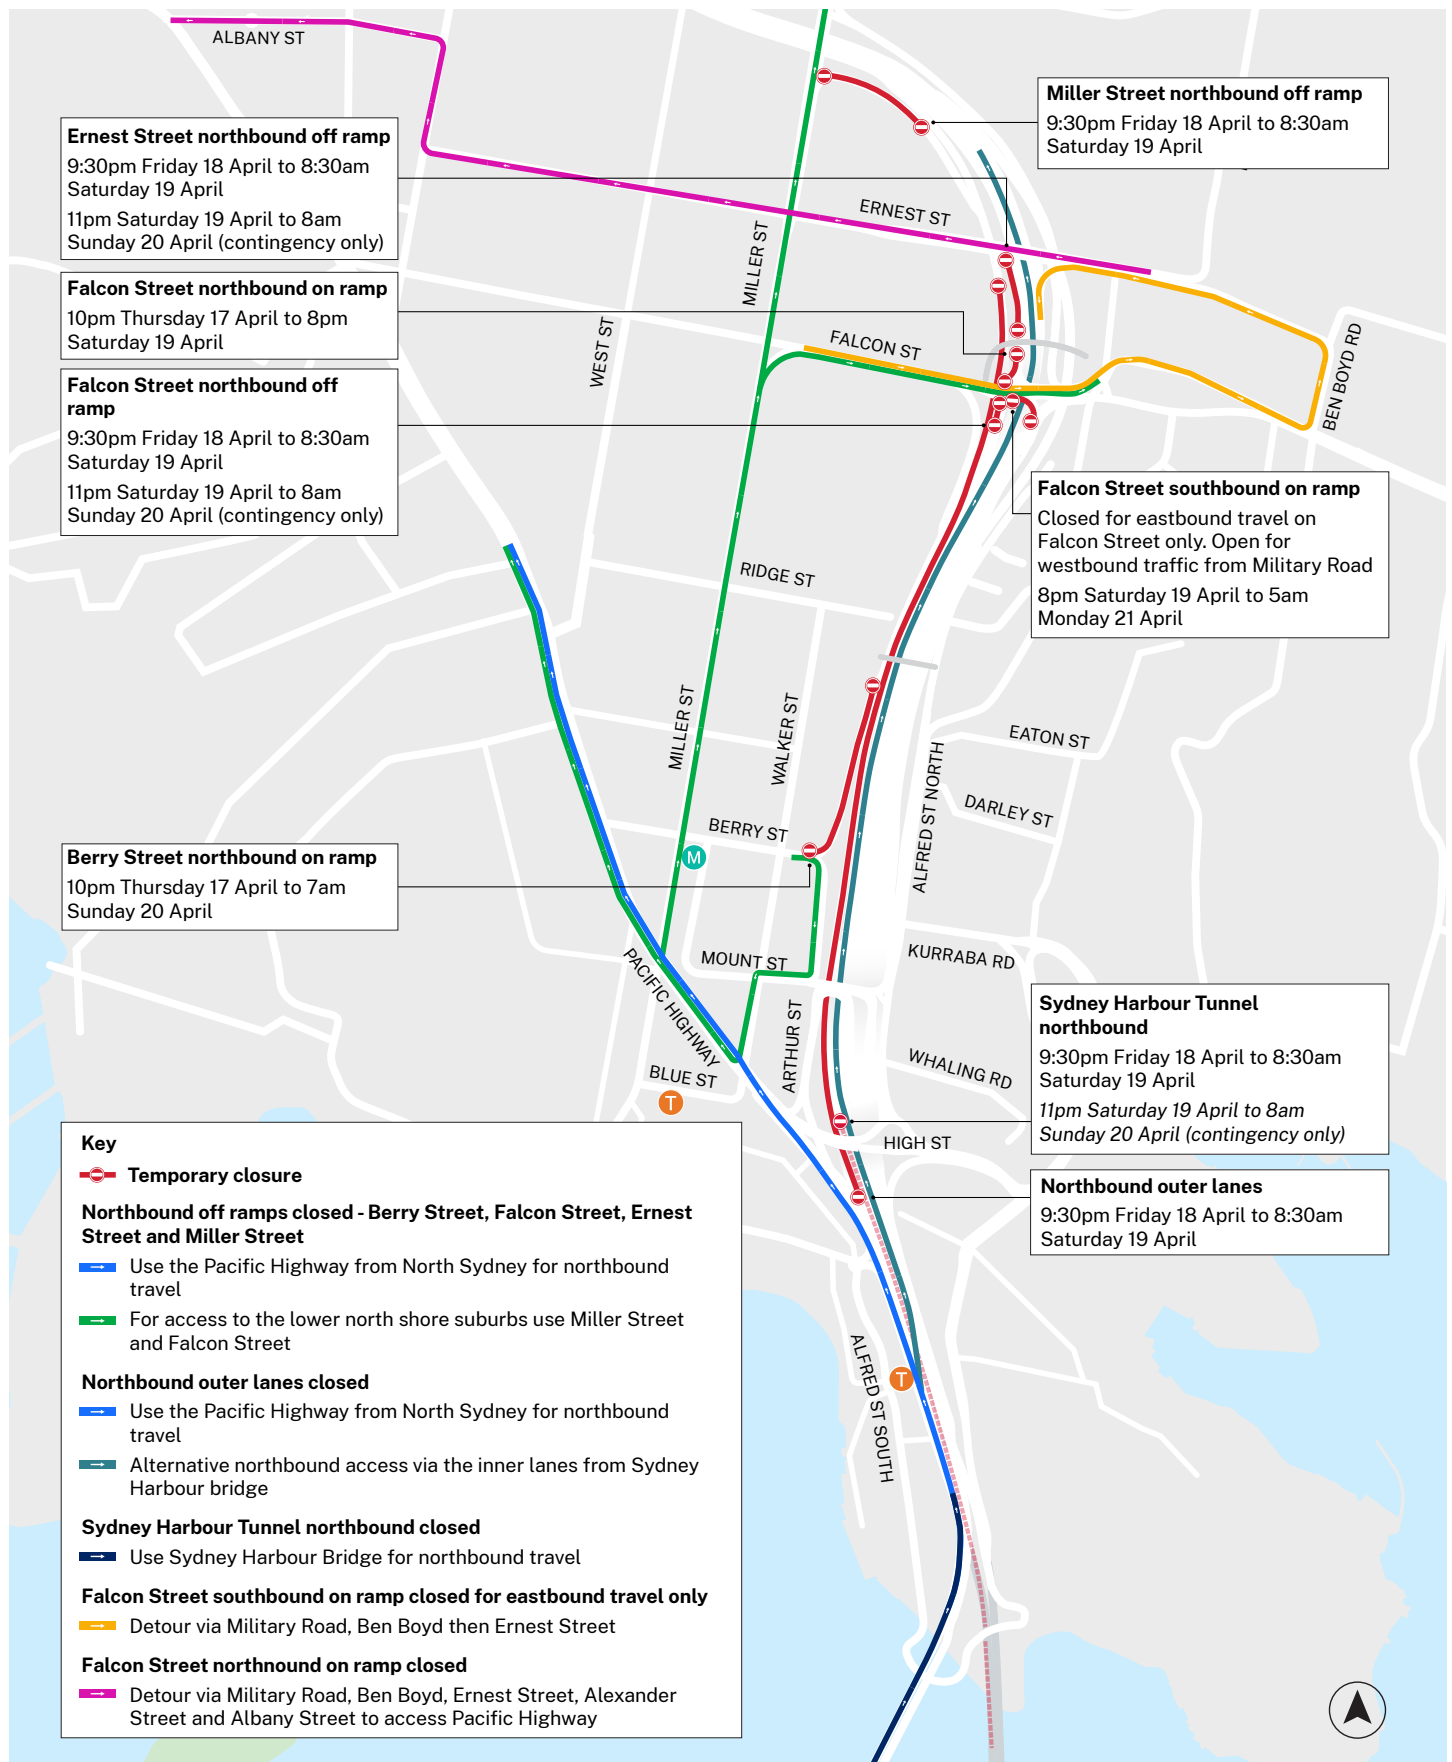 ALBANY ST
Miller Street northbound off ramp
9:30pm Friday 18 April to 8:30am
Saturday 19 April
Ernest Street northbound off ramp
9:30pm Friday 18 April to 8:30am
Saturday 19 April
11pm Saturday 19 April to 8am
Sunday 20 April (contingency only)
ERNEST ST
MILLER ST
Falcon Street northbound on ramp
10pm Thursday 17 April to 8pm
Saturday 19 April
WEST ST
FALCON ST
BEN BOYD RD
Falcon Street northbound off
ramp
9:30pm Friday 18 April to 8:30am
Saturday 19 April
11pm Saturday 19 April to 8am
Sunday 20 April (contingency only)
Falcon Street southbound on ramp
Closed for eastbound travel on
Falcon Street only. Open for
westbound traffic from Military Road
8pm Saturday 19 April to 5am
Monday 21 April
RIDGE ST
MILLER ST
WALKER ST
EATON ST
ALFRED ST NORTH
DARLEY ST
BERRY ST
M
Berry Street northbound on ramp
10pm Thursday 17 April to 7am
Sunday 20 April
PACIFIC HIGHWAY
MOUNT ST
KURRABA RD
ARTHUR ST
Sydney Harbour Tunnel
northbound
9:30pm Friday 18 April to 8:30am
Saturday 19 April
11pm Saturday 19 April to 8am
Sunday 20 April (contingency only)
WHALING RD
BLUE ST
T
HIGH ST
Northbound outer lanes
9:30pm Friday 18 April to 8:30am
Saturday 19 April
ALFRED ST SOUTH
T
Key
Temporary closure
Northbound off ramps closed - Berry Street, Falcon Street, Ernest
Street and Miller Street
Use the Pacific Highway from North Sydney for northbound
travel
For access to the lower north shore suburbs use Miller Street
and Falcon Street
Northbound outer lanes closed
Use the Pacific Highway from North Sydney for northbound
travel
Alternative northbound access via the inner lanes from Sydney
Harbour bridge
Sydney Harbour Tunnel northbound closed
Use Sydney Harbour Bridge for northbound travel
Falcon Street southbound on ramp closed for eastbound travel only
Detour via Military Road, Ben Boyd then Ernest Street
Falcon Street northnound on ramp closed
Detour via Military Road, Ben Boyd, Ernest Street, Alexander
Street and Albany Street to access Pacific Highway